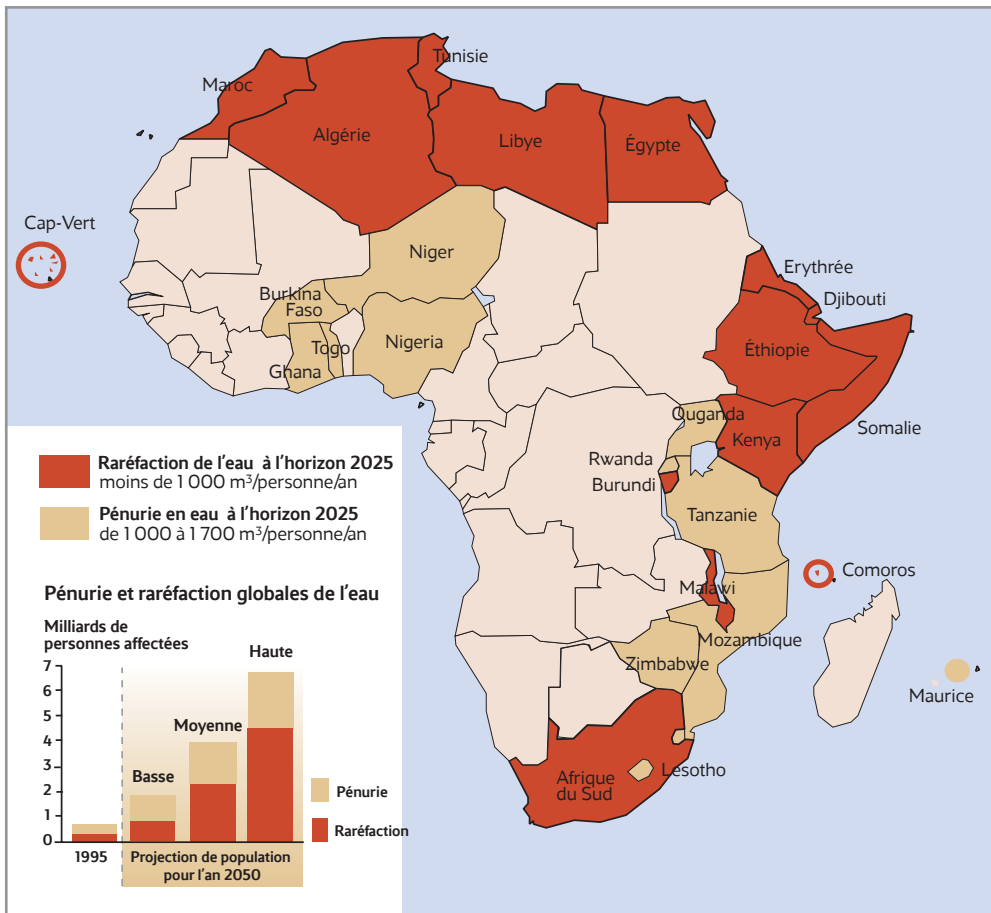 Tunisie
Maroc
Algérie
Libye
Égypte
Cap-Vert
Niger
Erythrée
Burkina
Faso
Djibouti
Togo
Nigeria
Éthiopie
Ghana
Ouganda
Kenya
Somalie
Rwanda
Burundi
Tanzanie
Comoros
Malawi
Mozambique
Zimbabwe
Maurice
Lesotho
Afrique
du Sud
Raréfaction de l'eau à l'horizon 2025
moins de 1 000 m³/personne/an
Pénurie en eau à l'horizon 2025
de 1 000 à 1 700 m³/personne/an
Pénurie et raréfaction globales de l'eau
Milliards de
personnes affectées
Haute
7
6
5
Moyenne
4
3
Basse
2
1
0
Pénurie
Raréfaction
1995
Projection de population
pour l'an 2050